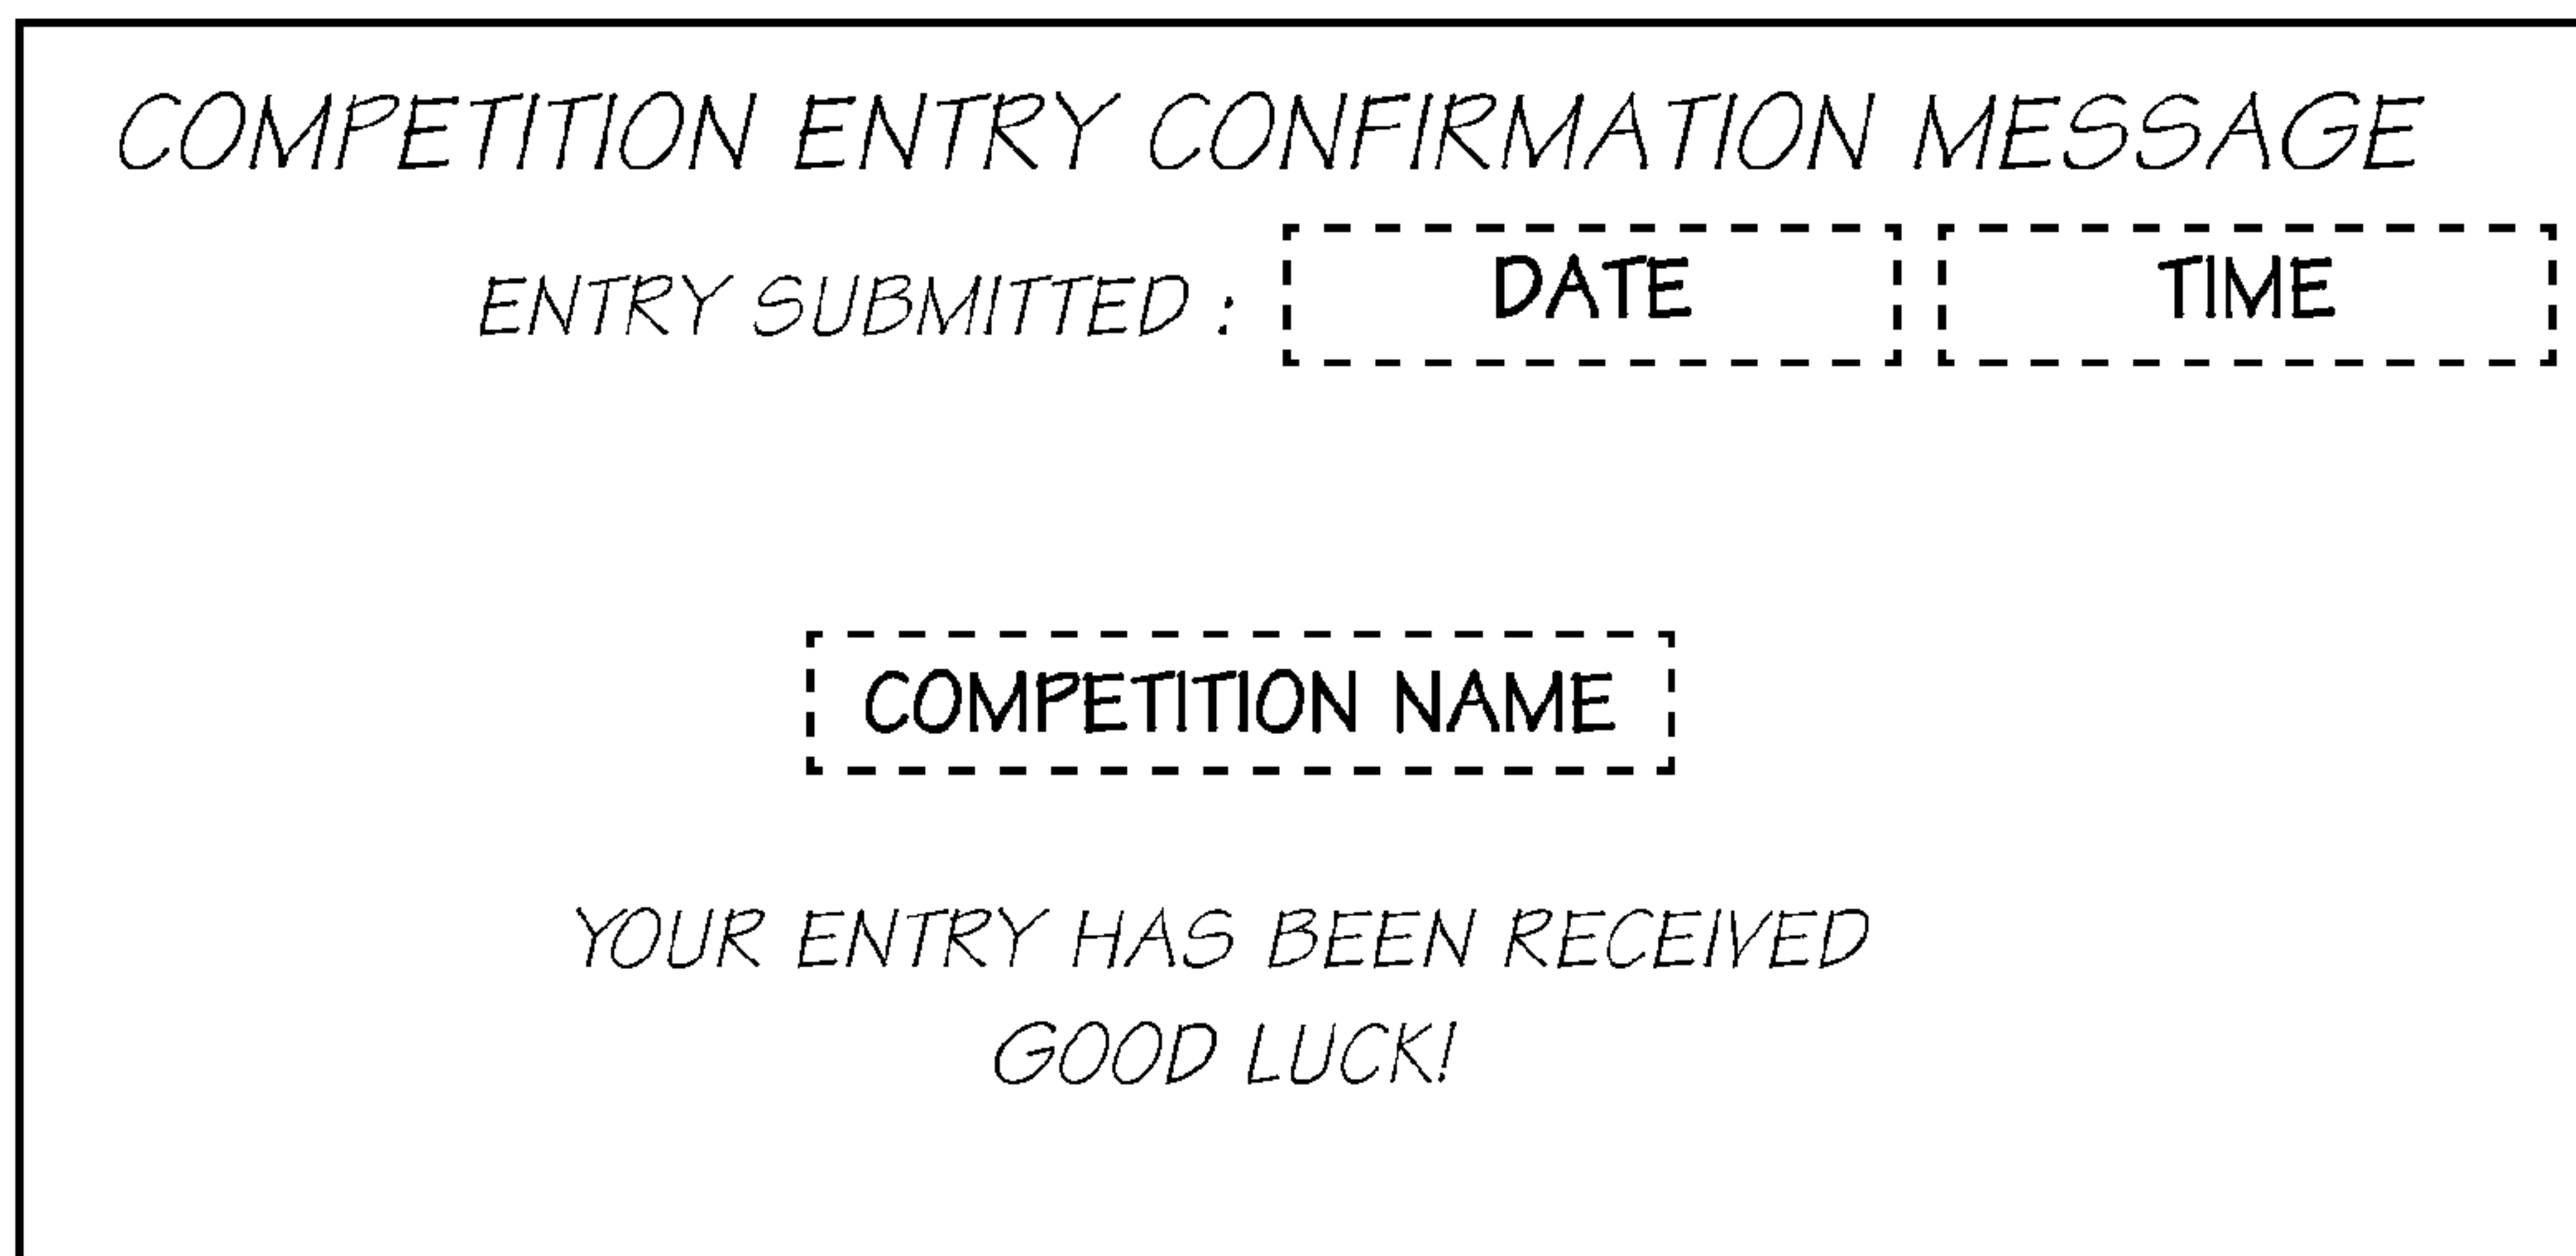 COMPETITION ENTRY CONFIRMATION MESSAGE
ENTRY SUBMITTED : DATE TIME
COMPETITION NAME
YOUR ENTRY HAS BEEN RECEIVED
GOOD LUCK!